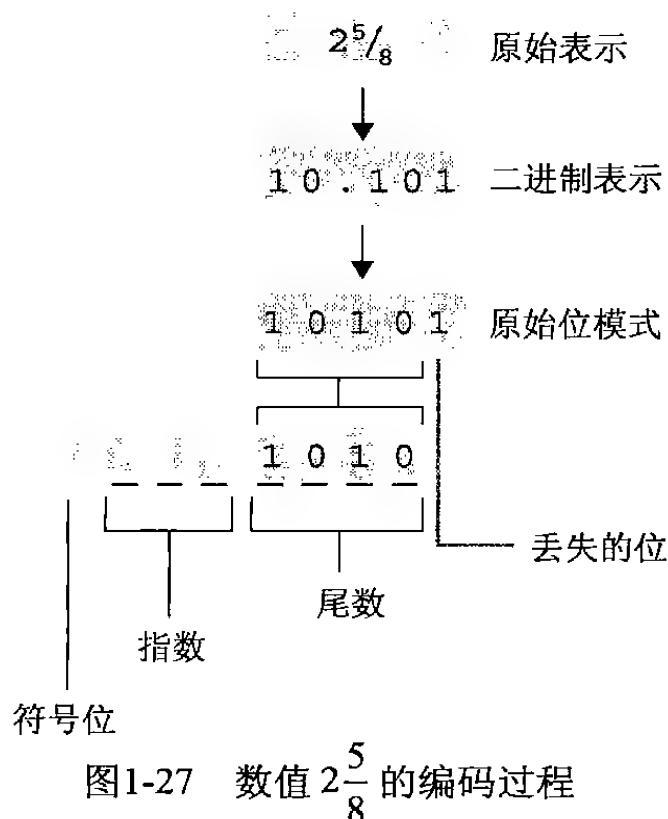 2⁵/₈ 原始表示
10.101 二进制表示
10101 原始位模式
1010
丢失的位
尾数
指数
符号位
图1-27 数值 2 5/8 的编码过程